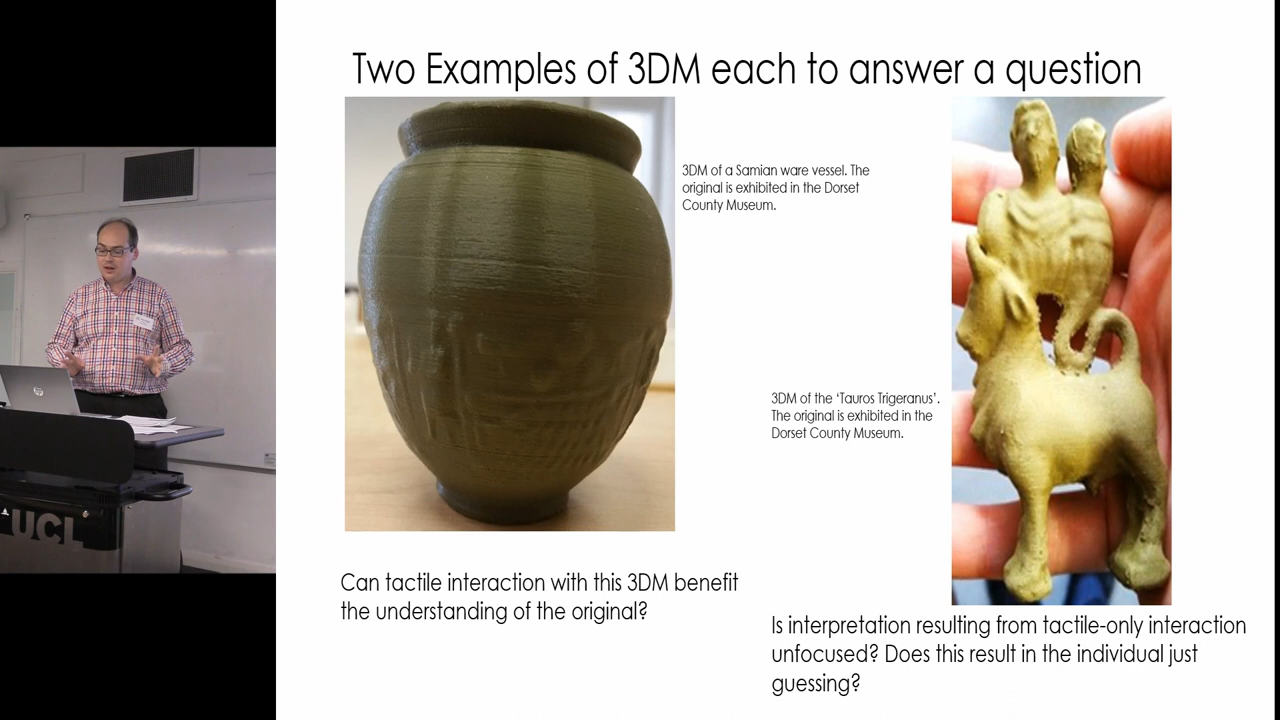 Two Examples of 3DM each to answer a question
3DM of a Samian ware vessel. The
original is exhibited in the Dorset
County Museum.
3DM of the ‘Tauros Trigeranus’.
The original is exhibited in the
Dorset County Museum.
Can tactile interaction with this 3DM benefit
the understanding of the original?
Is interpretation resulting from tactile-only interaction
unfocused? Does this result in the individual just
guessing?
UCL